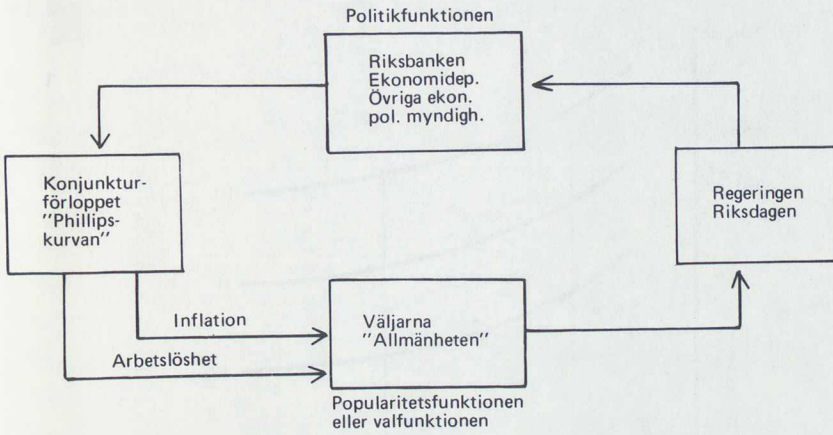 Politikfunktionen
Riksbanken
Ekonomidep.
Övriga ekon.
pol. myndigh.
Konjunktur-
förloppet
"Phillips-
kurvan"
Regeringen
Riksdagen
Inflation
Arbetslöshet
Väljarna
"Allmänheten"
Popularitetsfunktionen
eller valfunktionen